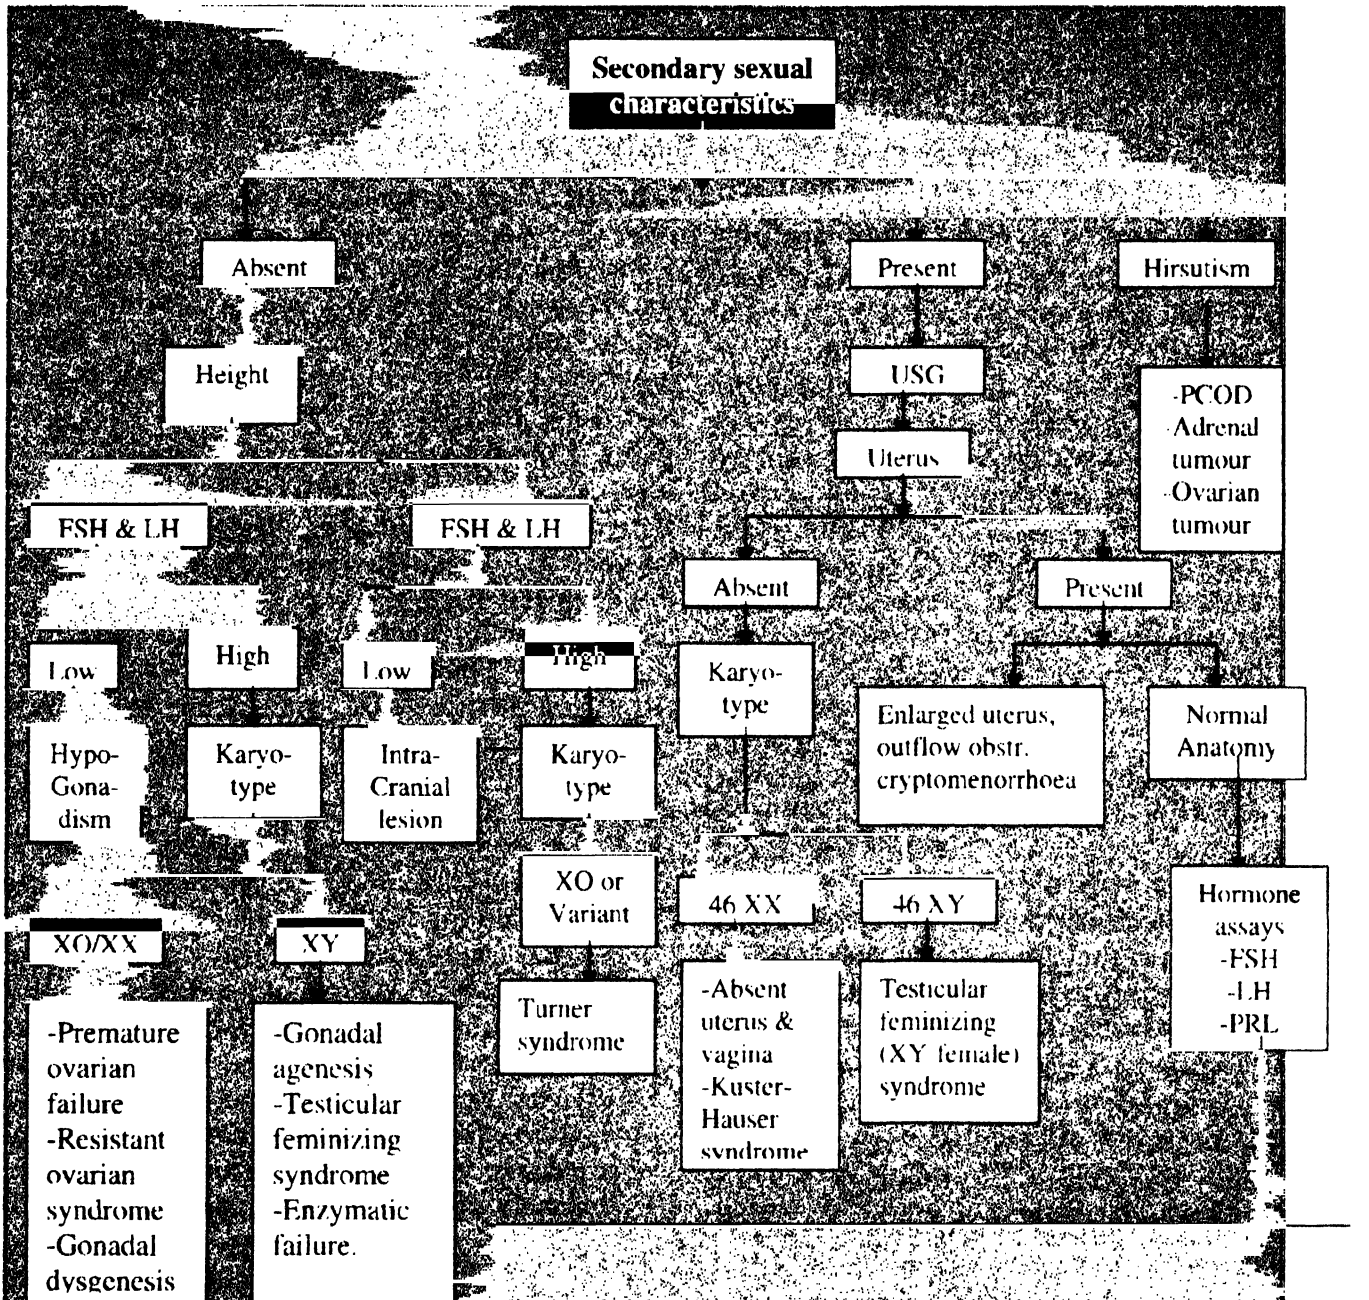 Secondary sexual
characteristics
Absent
Present
Hirsutism
Height
USG
Uterus
-PCOD
-Adrenal
tumour
-Ovarian
tumour
FSH & LH
FSH & LH
Absent
Present
Low
High
Low
High
Karyo-
type
Enlarged uterus,
outflow obstr.
cryptomenorrhoea
Normal
Anatomy
Hypo-
Gona-
dism
Karyo-
type
Intra-
Cranial
lesion
Karyo-
type
XO or
Variant
46 XX
46 XY
Hormone
assays
-FSH
-LH
-PRL
XO/XX
XY
Turner
syndrome
-Absent
uterus &
vagina
-Kuster-
Hauser
syndrome
Testicular
feminizing
(XY female)
syndrome
-Premature
ovarian
failure
-Resistant
ovarian
syndrome
-Gonadal
dysgenesis
-Gonadal
agenesis
-Testicular
feminizing
syndrome
-Enzymatic
failure.